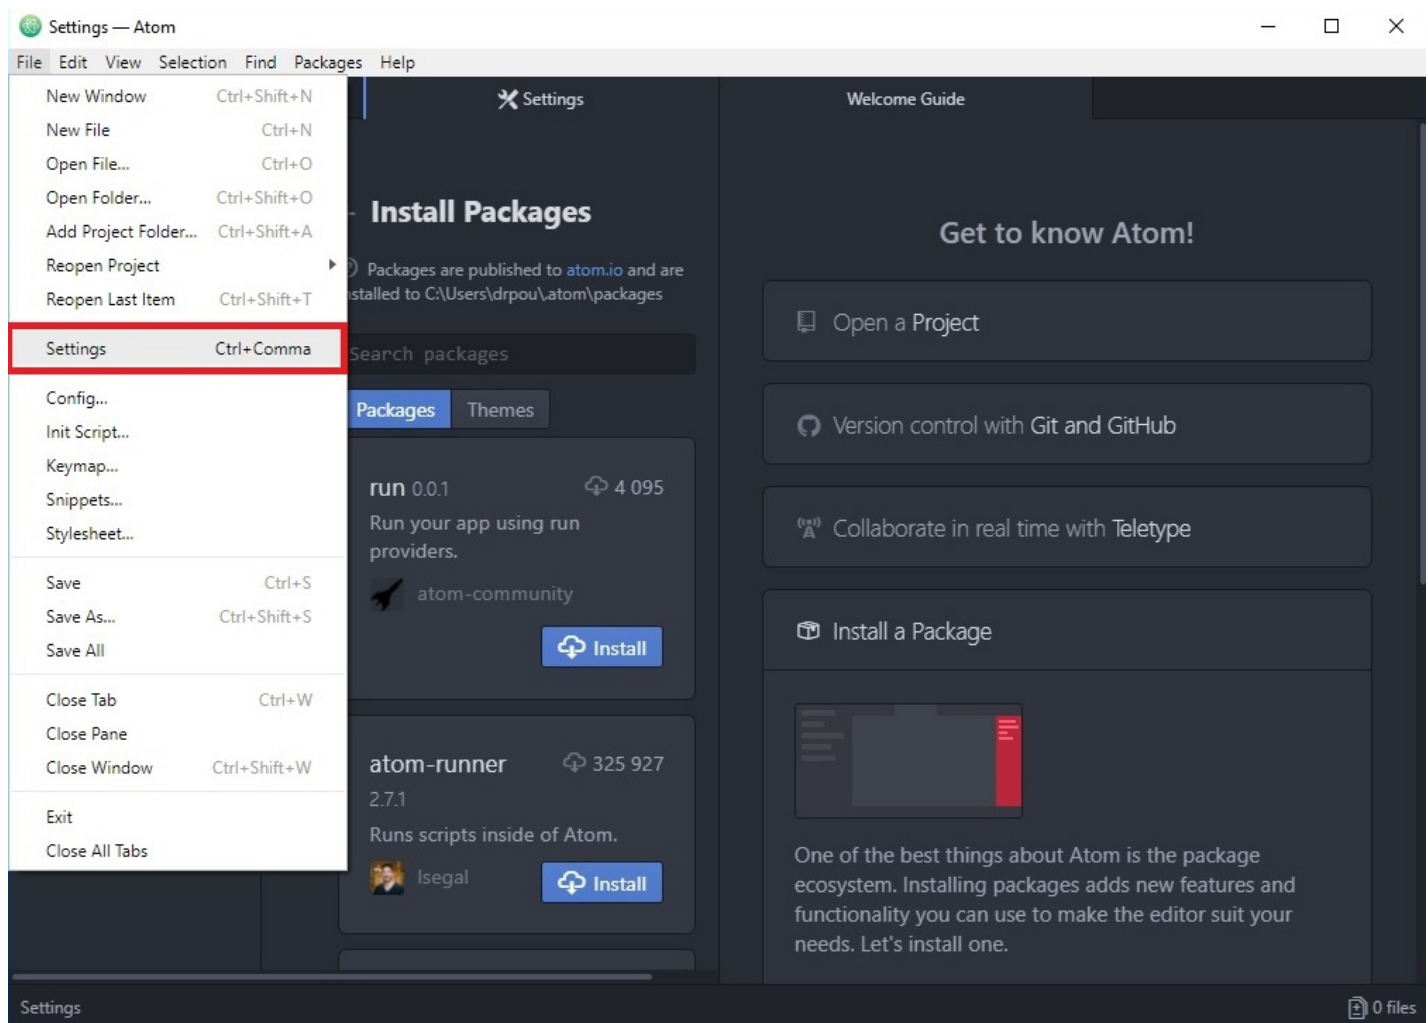 Settings — Atom
File Edit View Selection Find Packages Help
New Window Ctrl+Shift+N
New File Ctrl+N
Open File... Ctrl+O
Open Folder... Ctrl+Shift+O
Add Project Folder... Ctrl+Shift+A
Reopen Project
Reopen Last Item Ctrl+Shift+T
Settings Ctrl+Comma
Config...
Init Script...
Keymap...
Snippets...
Stylesheet...
Save Ctrl+S
Save As... Ctrl+Shift+S
Save All
Close Tab Ctrl+W
Close Pane
Close Window Ctrl+Shift+W
Exit
Close All Tabs
Settings
Install Packages
Packages are published to atom.io and are
stalled to C:\Users\drpou\.atom\packages
Search packages
Packages Themes
run 0.0.1 4 095
Run your app using run
providers.
atom-community
Install
atom-runner 325 927
2.7.1
Runs scripts inside of Atom.
lsegal
Install
Welcome Guide
Get to know Atom!
Open a Project
Version control with Git and GitHub
Collaborate in real time with Teletype
Install a Package
One of the best things about Atom is the package
ecosystem. Installing packages adds new features and
functionality you can use to make the editor suit your
needs. Let's install one.
Settings
0 files